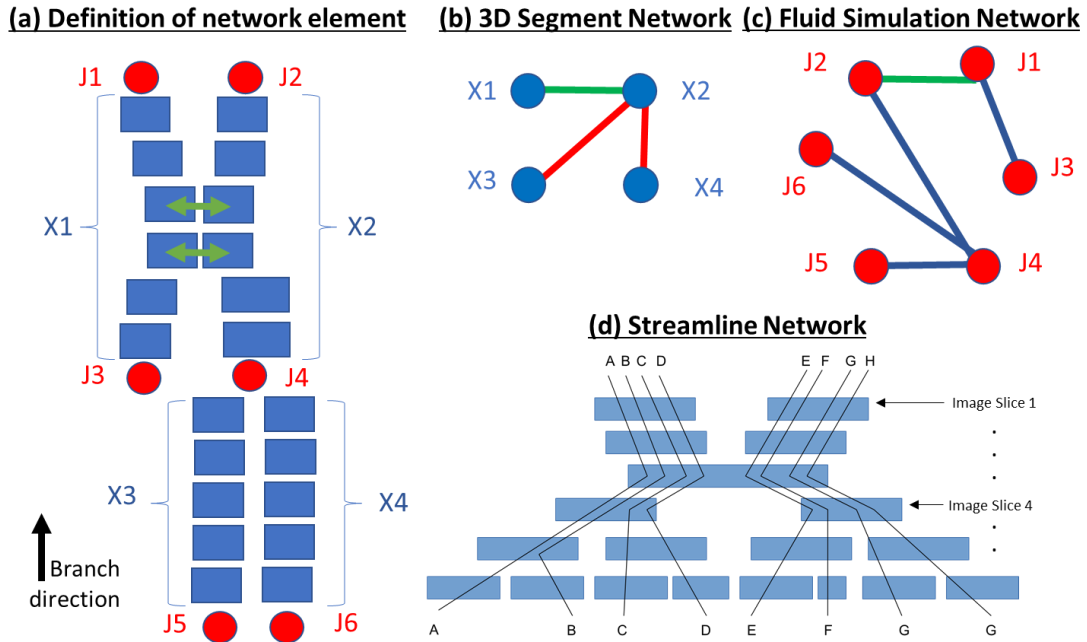 (a) Definition of network element
J1
J2
X1
X2
J3
J4
X3
X4
Branch
direction
J5
J6
(b) 3D Segment Network
X1
X2
X3
X4
(c) Fluid Simulation Network
J2
J1
J6
J3
J5
J4
(d) Streamline Network
A B C D E F G H
Image Slice 1
Image Slice 4
A B C D E F G G